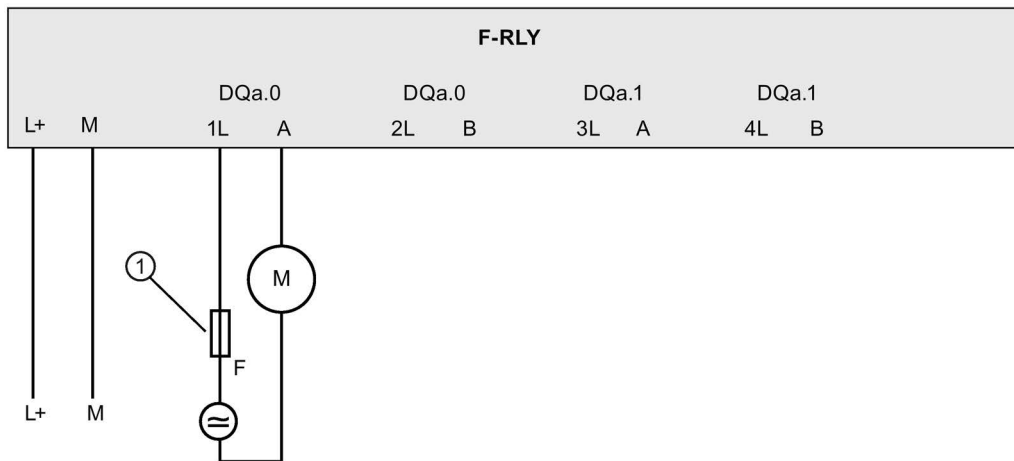 F-RLY
DQa.0 DQa.0 DQa.1 DQa.1
L+ M 1L A 2L B 3L A 4L B
1
M
F
L+ M